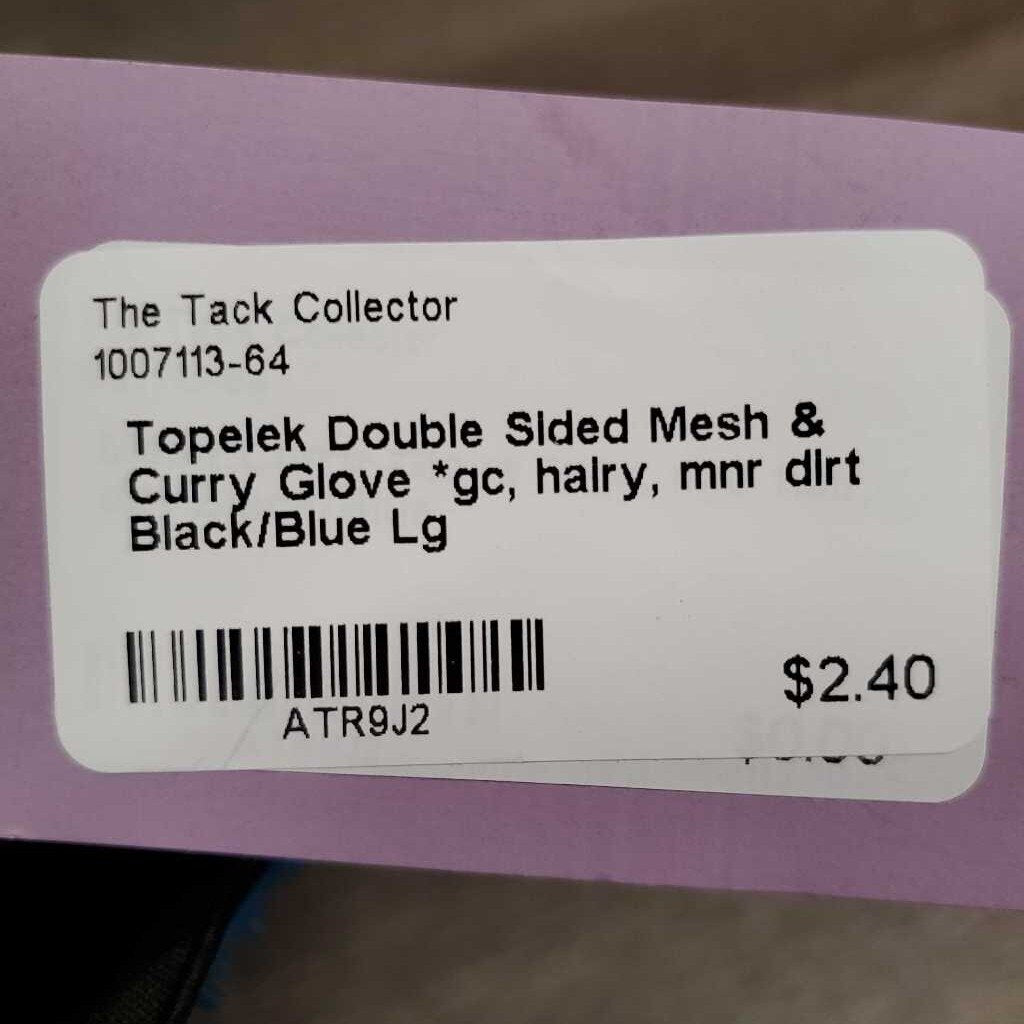 The Tack Collector
1007113-64
Topelek Double Sided Mesh &
Curry Glove *gc, hairy, mnr dirt
Black/Blue Lg
ATR9J2
$2.40